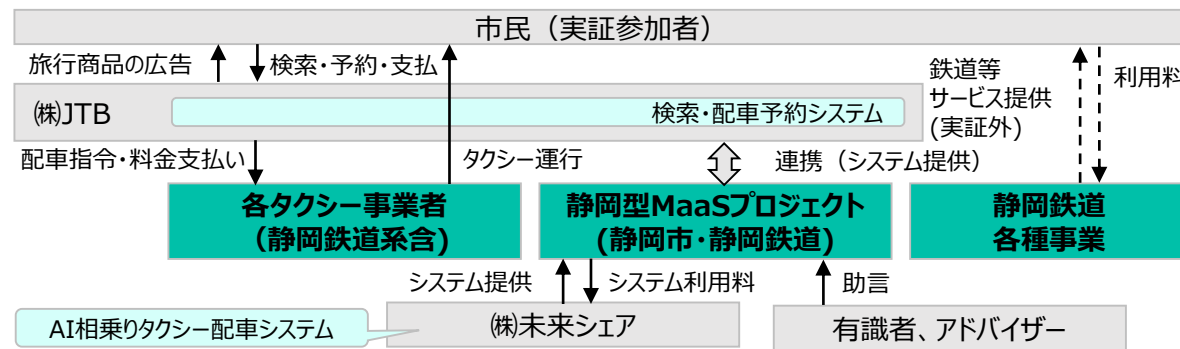 市民（実証参加者）
旅行商品の広告
検索・予約・支払
鉄道等
サービス提供
(実証外)
利用料
㈱JTB
検索・配車予約システム
配車指令・料金支払い
タクシー運行
連携（システム提供）
各タクシー事業者
（静岡鉄道系含)
静岡型MaaSプロジェクト
(静岡市・静岡鉄道)
静岡鉄道
各種事業
システム提供
システム利用料
助言
AI相乗りタクシー配車システム
㈱未来シェア
有識者、アドバイザー